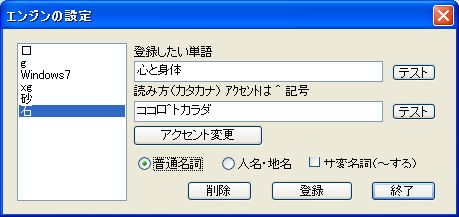 エンジンの設定
口
g
Windows7
xg
砂
石
登録したい単語
心と身体
テスト
読み方(カタカナ) アクセントは ^ 記号
ココロ^トカラダ
テスト
アクセント変更
普通名詞
人名・地名
サ変名詞(～する)
削除
登録
終了